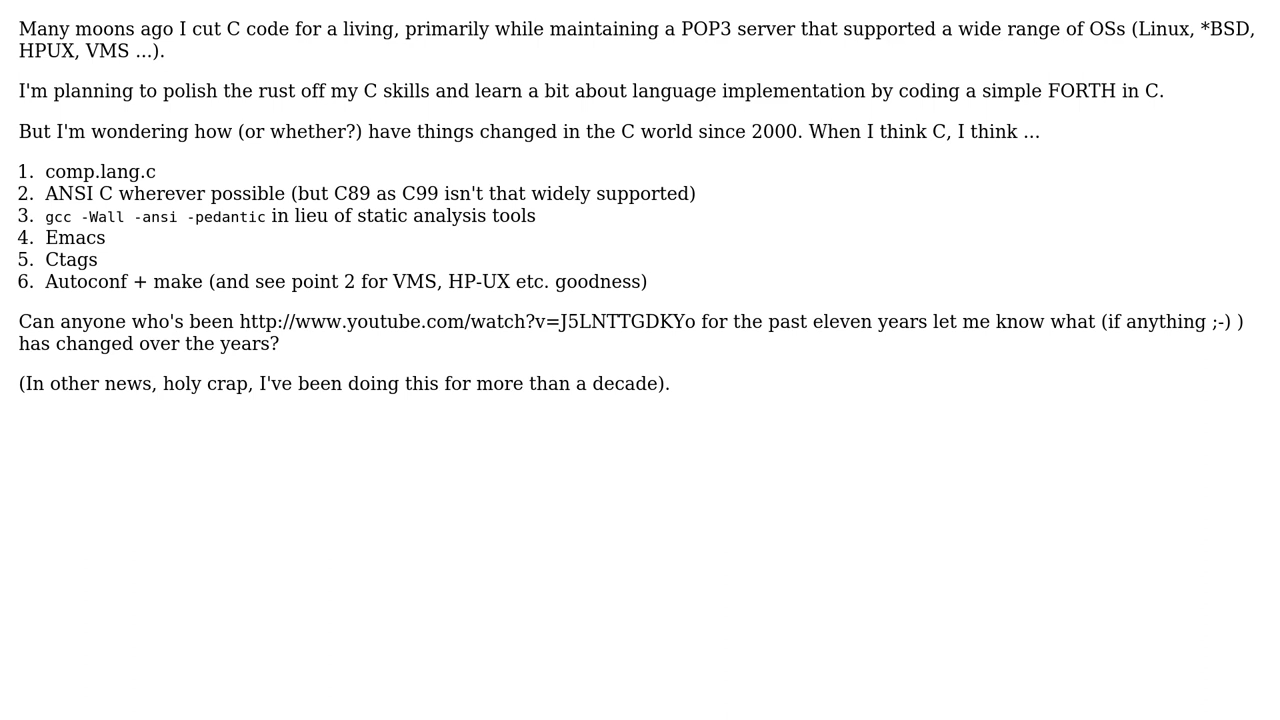 Many moons ago I cut C code for a living, primarily while maintaining a POP3 server that supported a wide range of OSs (Linux, *BSD,
HPUX, VMS ...).
I'm planning to polish the rust off my C skills and learn a bit about language implementation by coding a simple FORTH in C.
But I'm wondering how (or whether?) have things changed in the C world since 2000. When I think C, I think ...
1. comp.lang.c
2. ANSI C wherever possible (but C89 as C99 isn't that widely supported)
3. gcc -Wall -ansi -pedantic in lieu of static analysis tools
4. Emacs
5. Ctags
6. Autoconf + make (and see point 2 for VMS, HP-UX etc. goodness)
Can anyone who's been http://www.youtube.com/watch?v=J5LNTTGDKYo for the past eleven years let me know what (if anything ;-) )
has changed over the years?
(In other news, holy crap, I've been doing this for more than a decade).